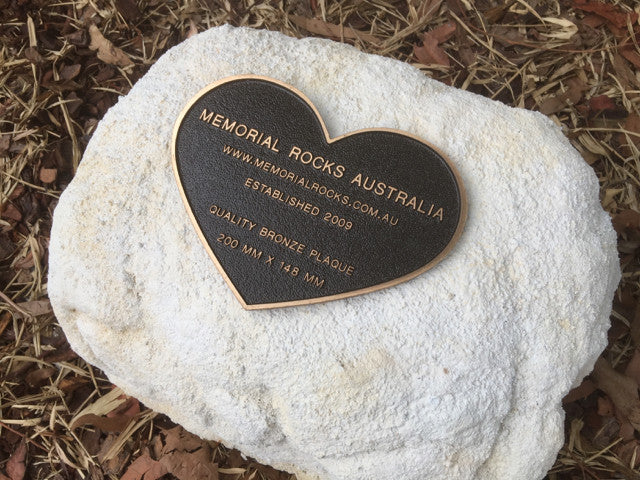 MEMORIAL ROCKS AUSTRALIA
WWW.MEMORIALROCKS.COM.AU
ESTABLISHED 2009
QUALITY BRONZE PLAQUE
200 MM X 148 MM